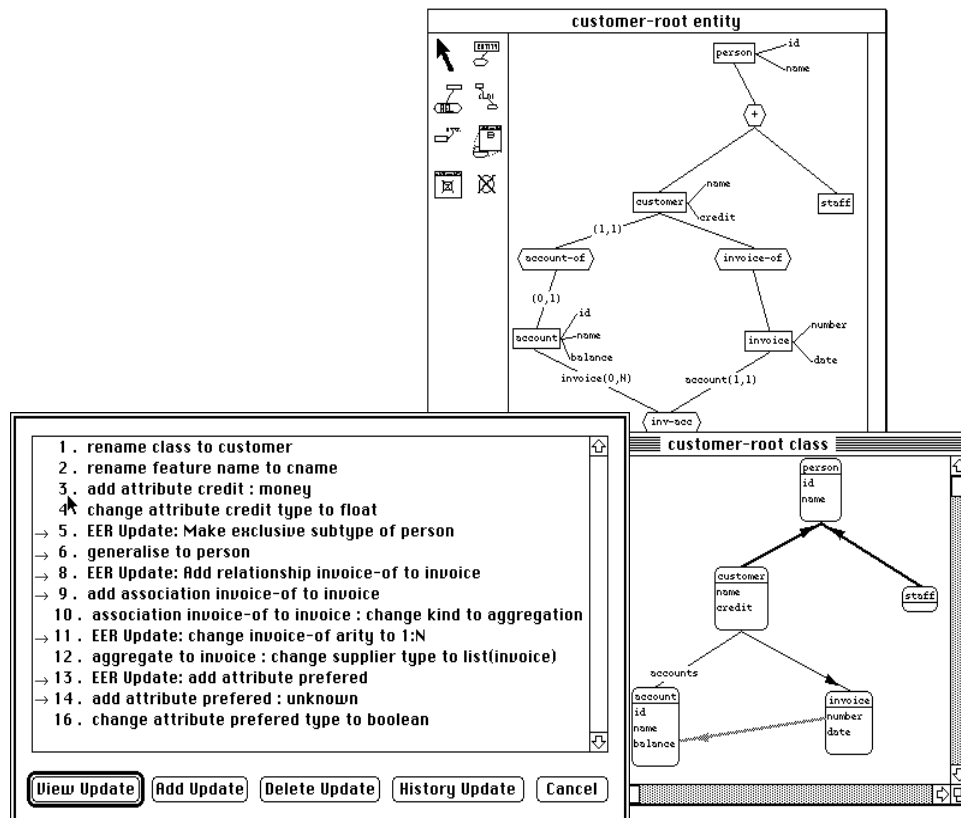 customer-root entity
person
id
name
+
customer
name
credit
staff
(1,1)
account-of
invoice-of
(0,1)
account
id
name
balance
invoice
number
date
invoice(0,N)
account(1,1)
inv-acc
ENTITY
REL
1. rename class to customer
2. rename feature name to cname
3. add attribute credit : money
4. change attribute credit type to float
→ 5. EER Update: Make exclusive subtype of person
→ 6. generalise to person
→ 8. EER Update: Add relationship invoice-of to invoice
→ 9. add association invoice-of to invoice
10. association invoice-of to invoice : change kind to aggregation
→ 11. EER Update: change invoice-of arity to 1:N
12. aggregate to invoice : change supplier type to list(invoice)
→ 13. EER Update: add attribute prefered
→ 14. add attribute prefered : unknown
16. change attribute prefered type to boolean
View Update
Add Update
Delete Update
History Update
Cancel
customer-root class
person
id
name
customer
name
credit
staff
accounts
account
id
name
balance
invoice
number
date